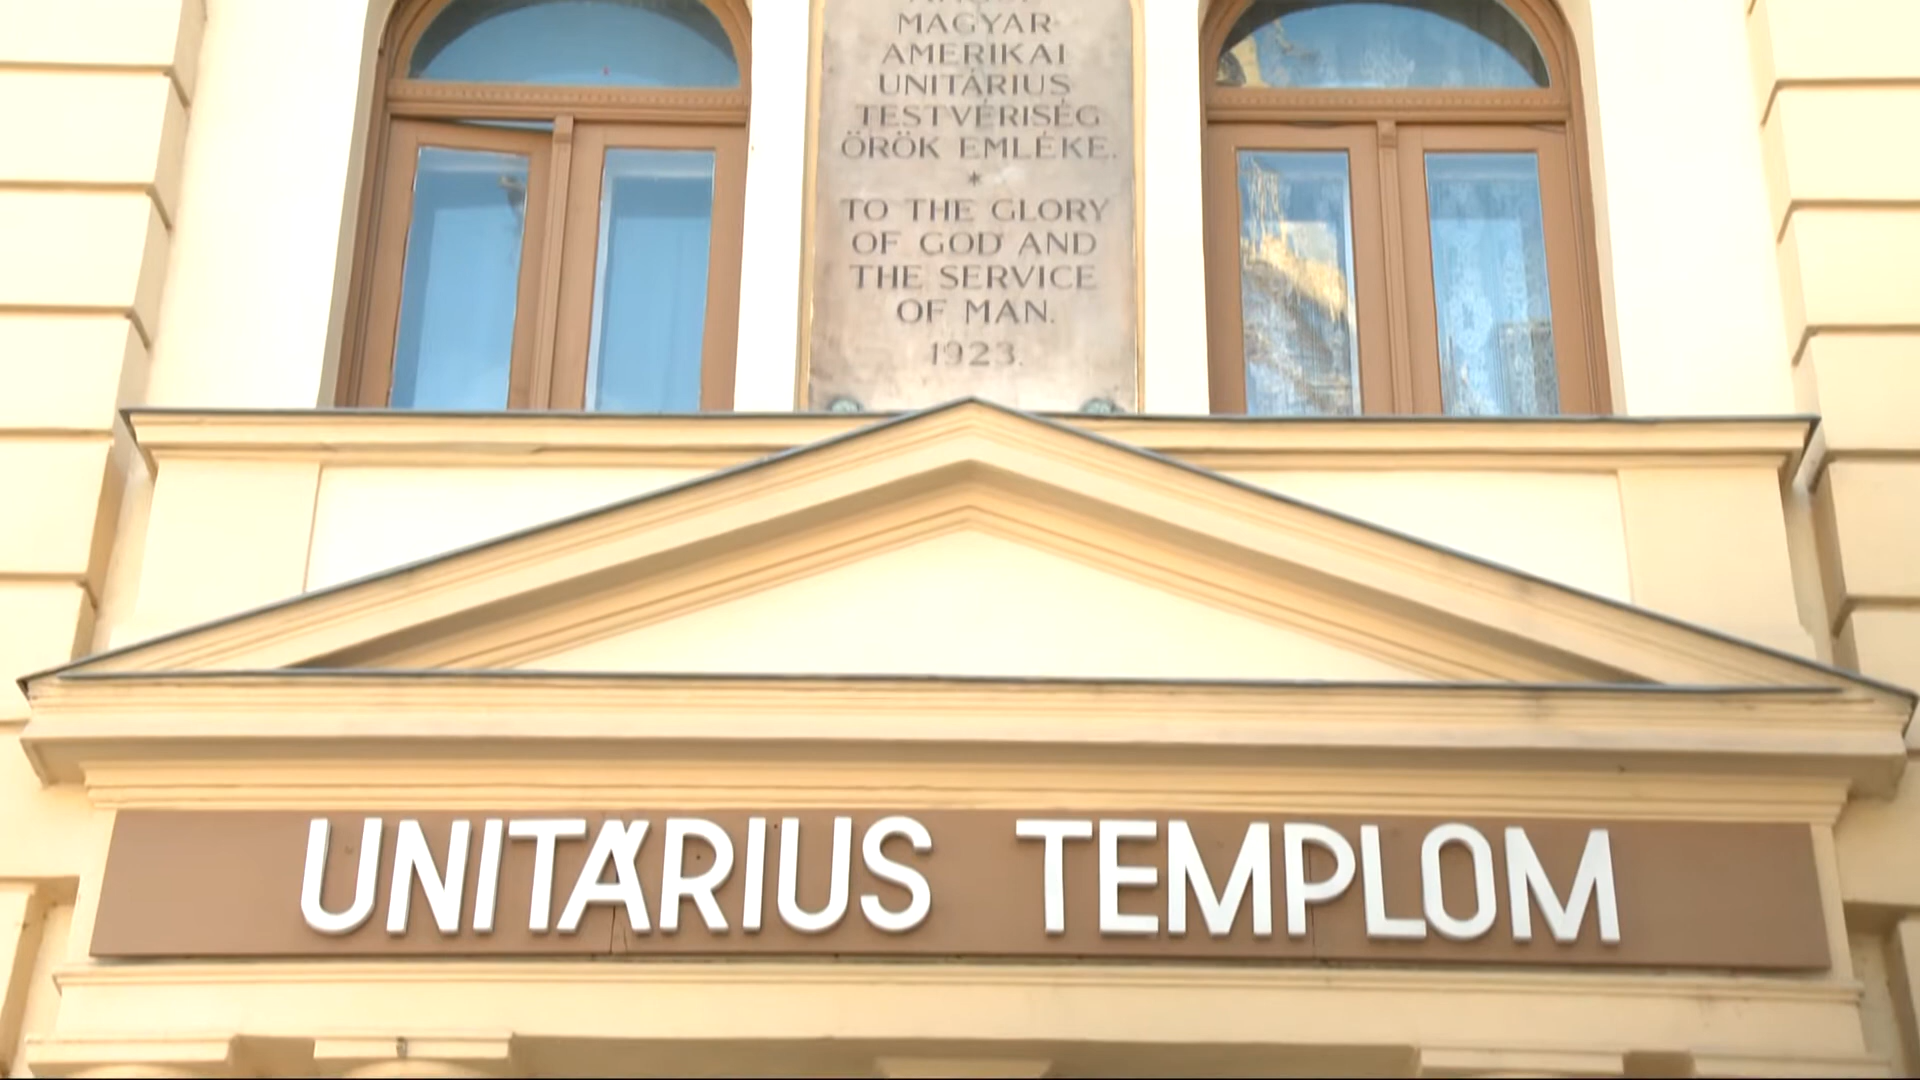 MAGYAR-
AMERIKAI
UNITÁRIUS
TESTVÉRISÉG
ÖRÖK EMLÉKE.
*
TO THE GLORY
OF GOD AND
THE SERVICE
OF MAN.
1923.
UNITÁRIUS TEMPLOM